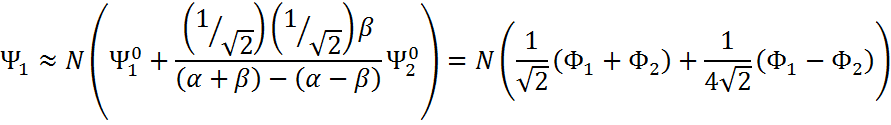 Ψ₁ ≈ N(Ψ₁⁰ + ((1/√2)(1/√2)β)/((α + β) − (α − β)) Ψ₂⁰) = N(1/√2 (Φ₁ + Φ₂) + 1/(4√2) (Φ₁ − Φ₂))